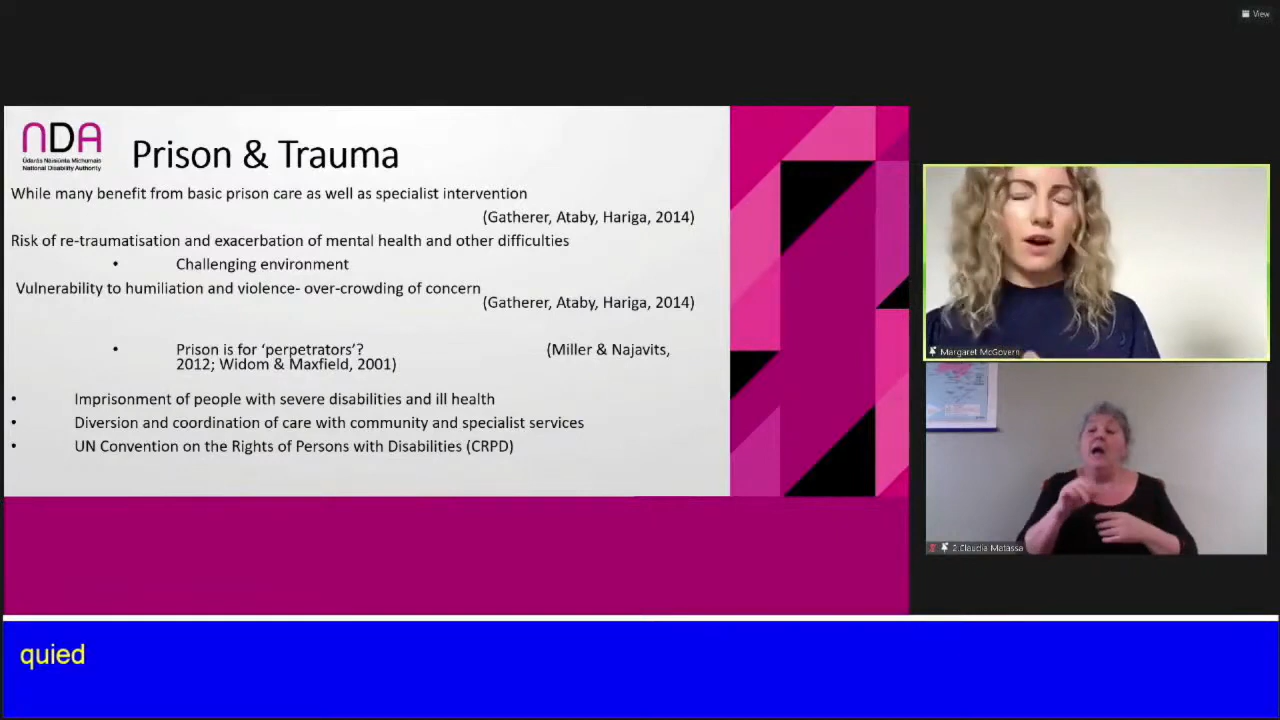 View
NDA
Údarás Náisiúnta Míchumais
National Disability Authority
Prison & Trauma
While many benefit from basic prison care as well as specialist intervention
(Gatherer, Ataby, Hariga, 2014)
Risk of re-traumatisation and exacerbation of mental health and other difficulties
• Challenging environment
Vulnerability to humiliation and violence- over-crowding of concern
(Gatherer, Ataby, Hariga, 2014)
• Prison is for ‘perpetrators’? (Miller & Najavits,
2012; Widom & Maxfield, 2001)
• Imprisonment of people with severe disabilities and ill health
• Diversion and coordination of care with community and specialist services
• UN Convention on the Rights of Persons with Disabilities (CRPD)
Margaret McGovern
2.Claudia Matassa
quied